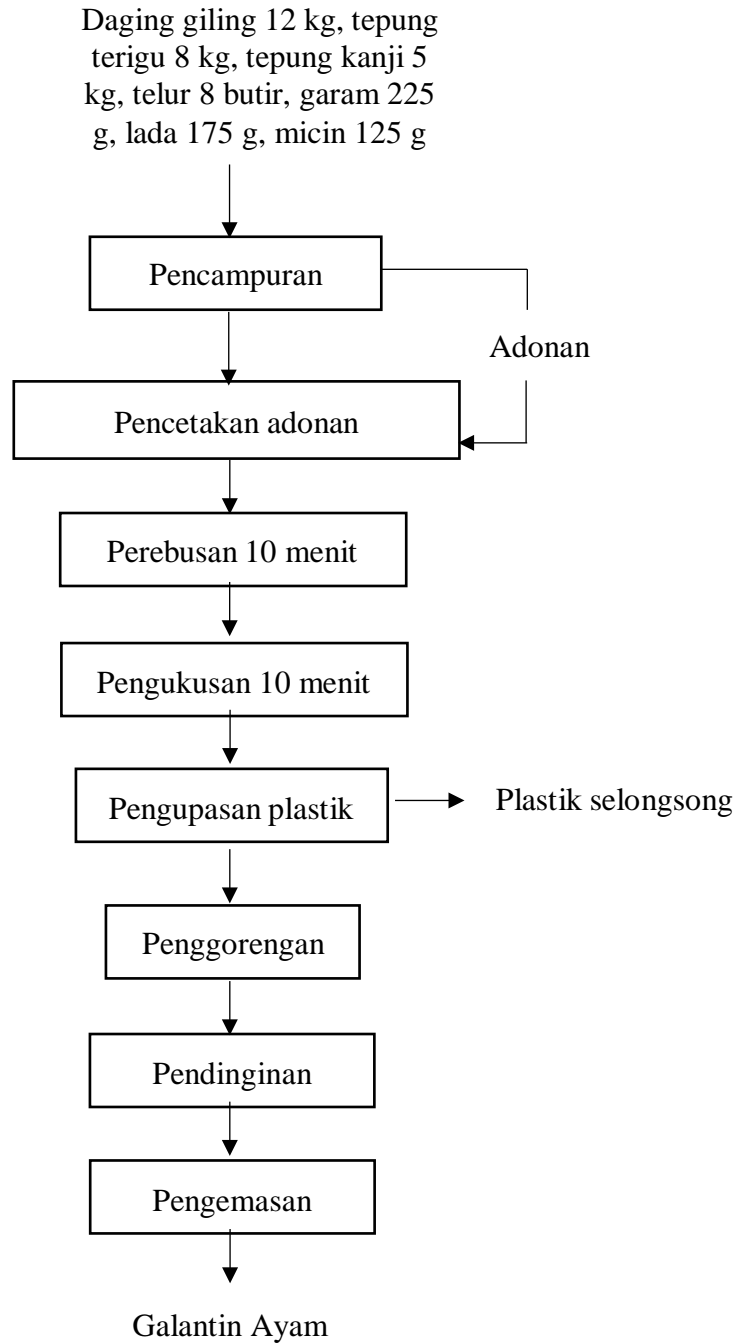 Daging giling 12 kg, tepung
terigu 8 kg, tepung kanji 5
kg, telur 8 butir, garam 225
g, lada 175 g, micin 125 g
Pencampuran
Adonan
Pencetakan adonan
Perebusan 10 menit
Pengukusan 10 menit
Pengupasan plastik
Plastik selongsong
Penggorengan
Pendinginan
Pengemasan
Galantin Ayam